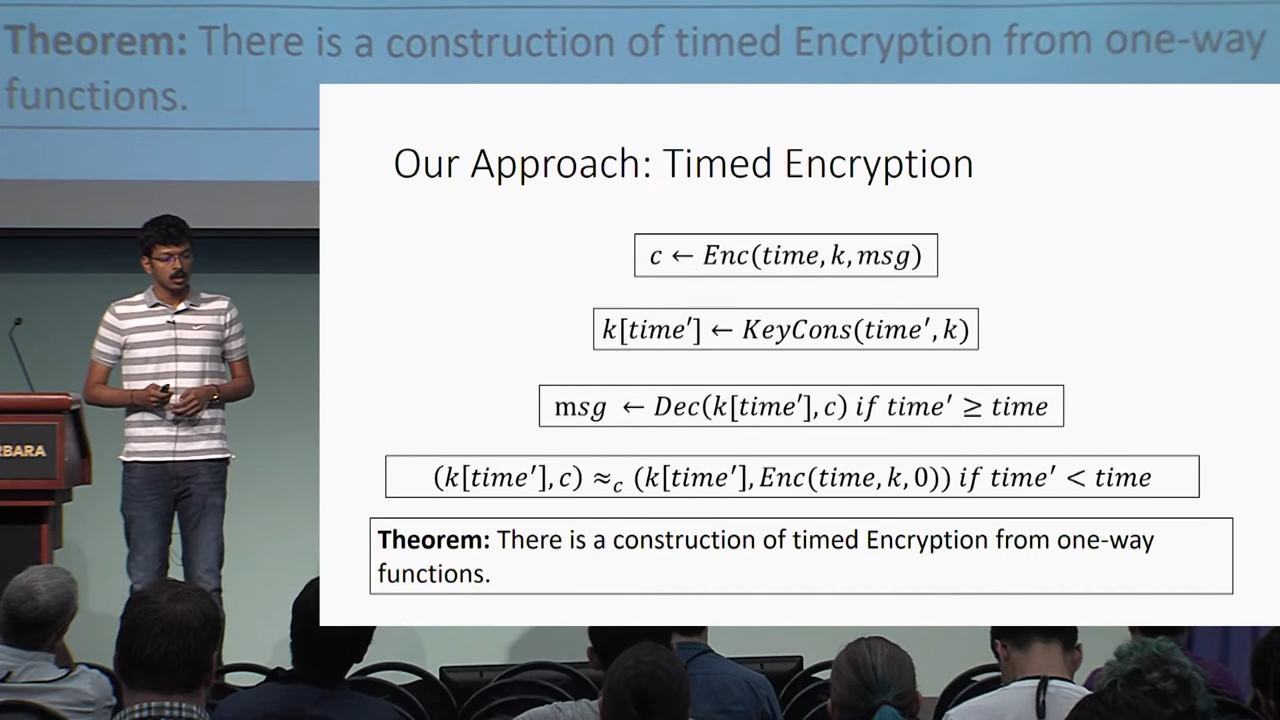 Theorem: There is a construction of timed Encryption from one-way
functions.
Our Approach: Timed Encryption
c ← Enc(time, k, msg)
k[time′] ← KeyCons(time′, k)
msg ← Dec(k[time′], c) if time′ ≥ time
(k[time′], c) ≈c (k[time′], Enc(time, k, 0)) if time′ < time
Theorem: There is a construction of timed Encryption from one-way
functions.
BARA